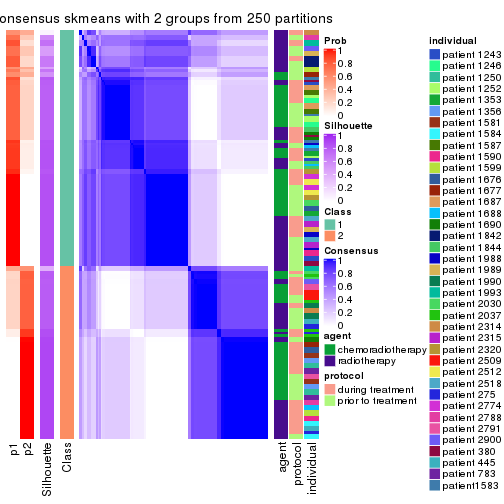 onsensus skmeans with 2 groups from 250 partitions
Prob
1
0.8
0.6
0.4
0.2
0
Silhouette
1
0.8
0.6
0.4
0.2
0
Class
1
2
Consensus
1
0.8
0.6
0.4
0.2
0
agent
chemoradiotherapy
radiotherapy
protocol
during treatment
prior to treatment
individual
patient 1243
patient 1246
patient 1250
patient 1252
patient 1353
patient 1356
patient 1581
patient 1584
patient 1587
patient 1590
patient 1599
patient 1676
patient 1677
patient 1687
patient 1688
patient 1690
patient 1842
patient 1844
patient 1988
patient 1989
patient 1990
patient 1993
patient 2030
patient 2037
patient 2314
patient 2315
patient 2320
patient 2509
patient 2512
patient 2518
patient 275
patient 2774
patient 2788
patient 2791
patient 2900
patient 380
patient 445
patient 783
patient1583
p1
p2
Silhouette
Class
agent
protocol
individual